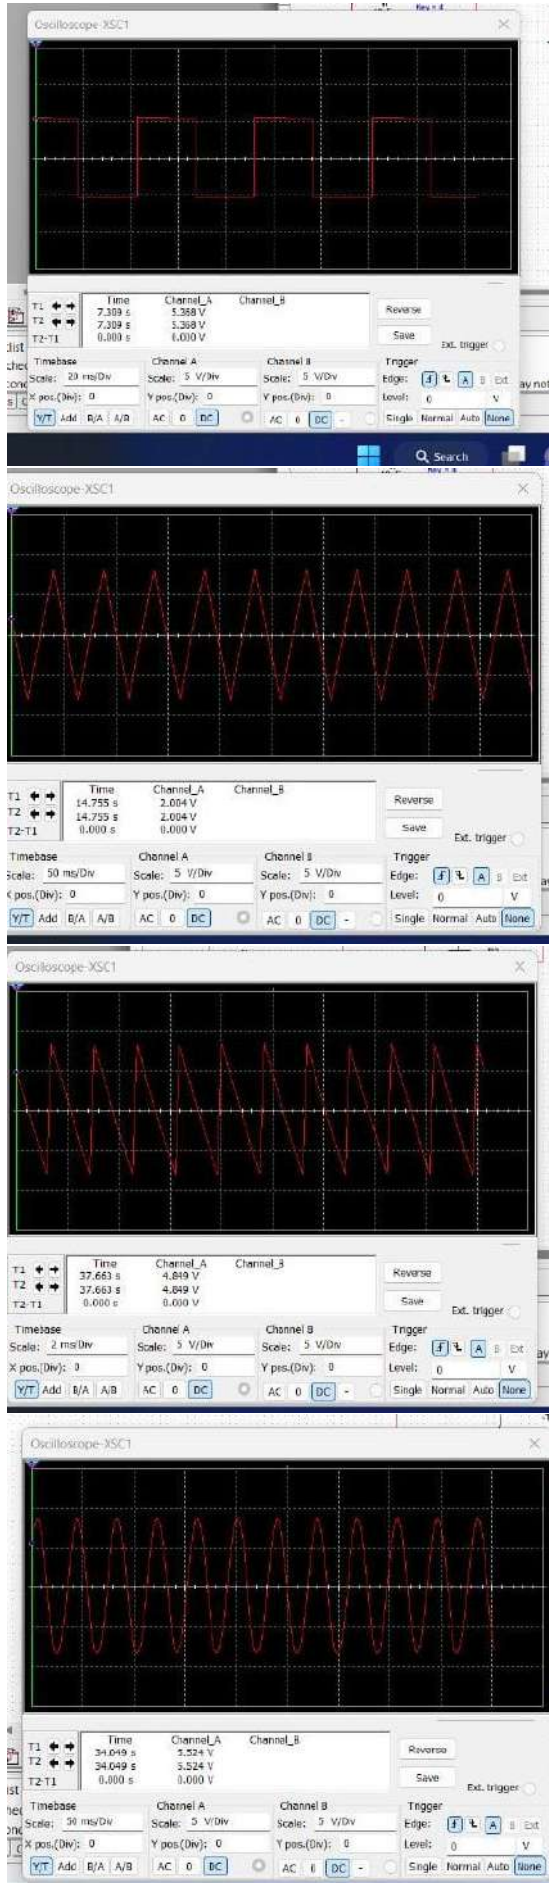 Key = d
Oscilloscope-XSC1
T1
T2
T2-T1
Time Channel_A Channel_B
7.309 s 5.368 V
7.309 s 5.368 V
0.000 s 0.000 V
Reverse
Save
Ext. trigger
Timebase
Scale: 20 ms/Div
X pos.(Div): 0
Y/T Add B/A A/B
Channel A
Scale: 5 V/Div
Y pos.(Div): 0
AC 0 DC
Channel B
Scale: 5 V/Div
Y pos.(Div): 0
AC 0 DC -
Trigger
Edge: A B Ext
Level: 0 V
Single Normal Auto None
ay not
Search
Oscilloscope-XSC1
T1
T2
T2-T1
Time Channel_A Channel_B
14.755 s 2.004 V
14.755 s 2.004 V
0.000 s 0.000 V
Reverse
Save
Ext. trigger
Timebase
Scale: 50 ms/Div
X pos.(Div): 0
Y/T Add B/A A/B
Channel A
Scale: 5 V/Div
Y pos.(Div): 0
AC 0 DC
Channel B
Scale: 5 V/Div
Y pos.(Div): 0
AC 0 DC -
Trigger
Edge: A B Ext
Level: 0 V
Single Normal Auto None
Oscilloscope-XSC1
T1
T2
T2-T1
Time Channel_A Channel_B
37.663 s 4.849 V
37.663 s 4.849 V
0.000 s 0.000 V
Reverse
Save
Ext. trigger
Timebase
Scale: 2 ms/Div
X pos.(Div): 0
Y/T Add B/A A/B
Channel A
Scale: 5 V/Div
Y pos.(Div): 0
AC 0 DC
Channel B
Scale: 5 V/Div
Y pos.(Div): 0
AC 0 DC -
Trigger
Edge: A B Ext
Level: 0 V
Single Normal Auto None
Oscilloscope-XSC1
T1
T2
T2-T1
Time Channel_A Channel_B
34.049 s 5.524 V
34.049 s 5.524 V
0.000 s 0.000 V
Reverse
Save
Ext. trigger
Timebase
Scale: 50 ms/Div
X pos.(Div): 0
Y/T Add B/A A/B
Channel A
Scale: 5 V/Div
Y pos.(Div): 0
AC 0 DC
Channel B
Scale: 5 V/Div
Y pos.(Div): 0
AC 0 DC -
Trigger
Edge: A B Ext
Level: 0 V
Single Normal Auto None